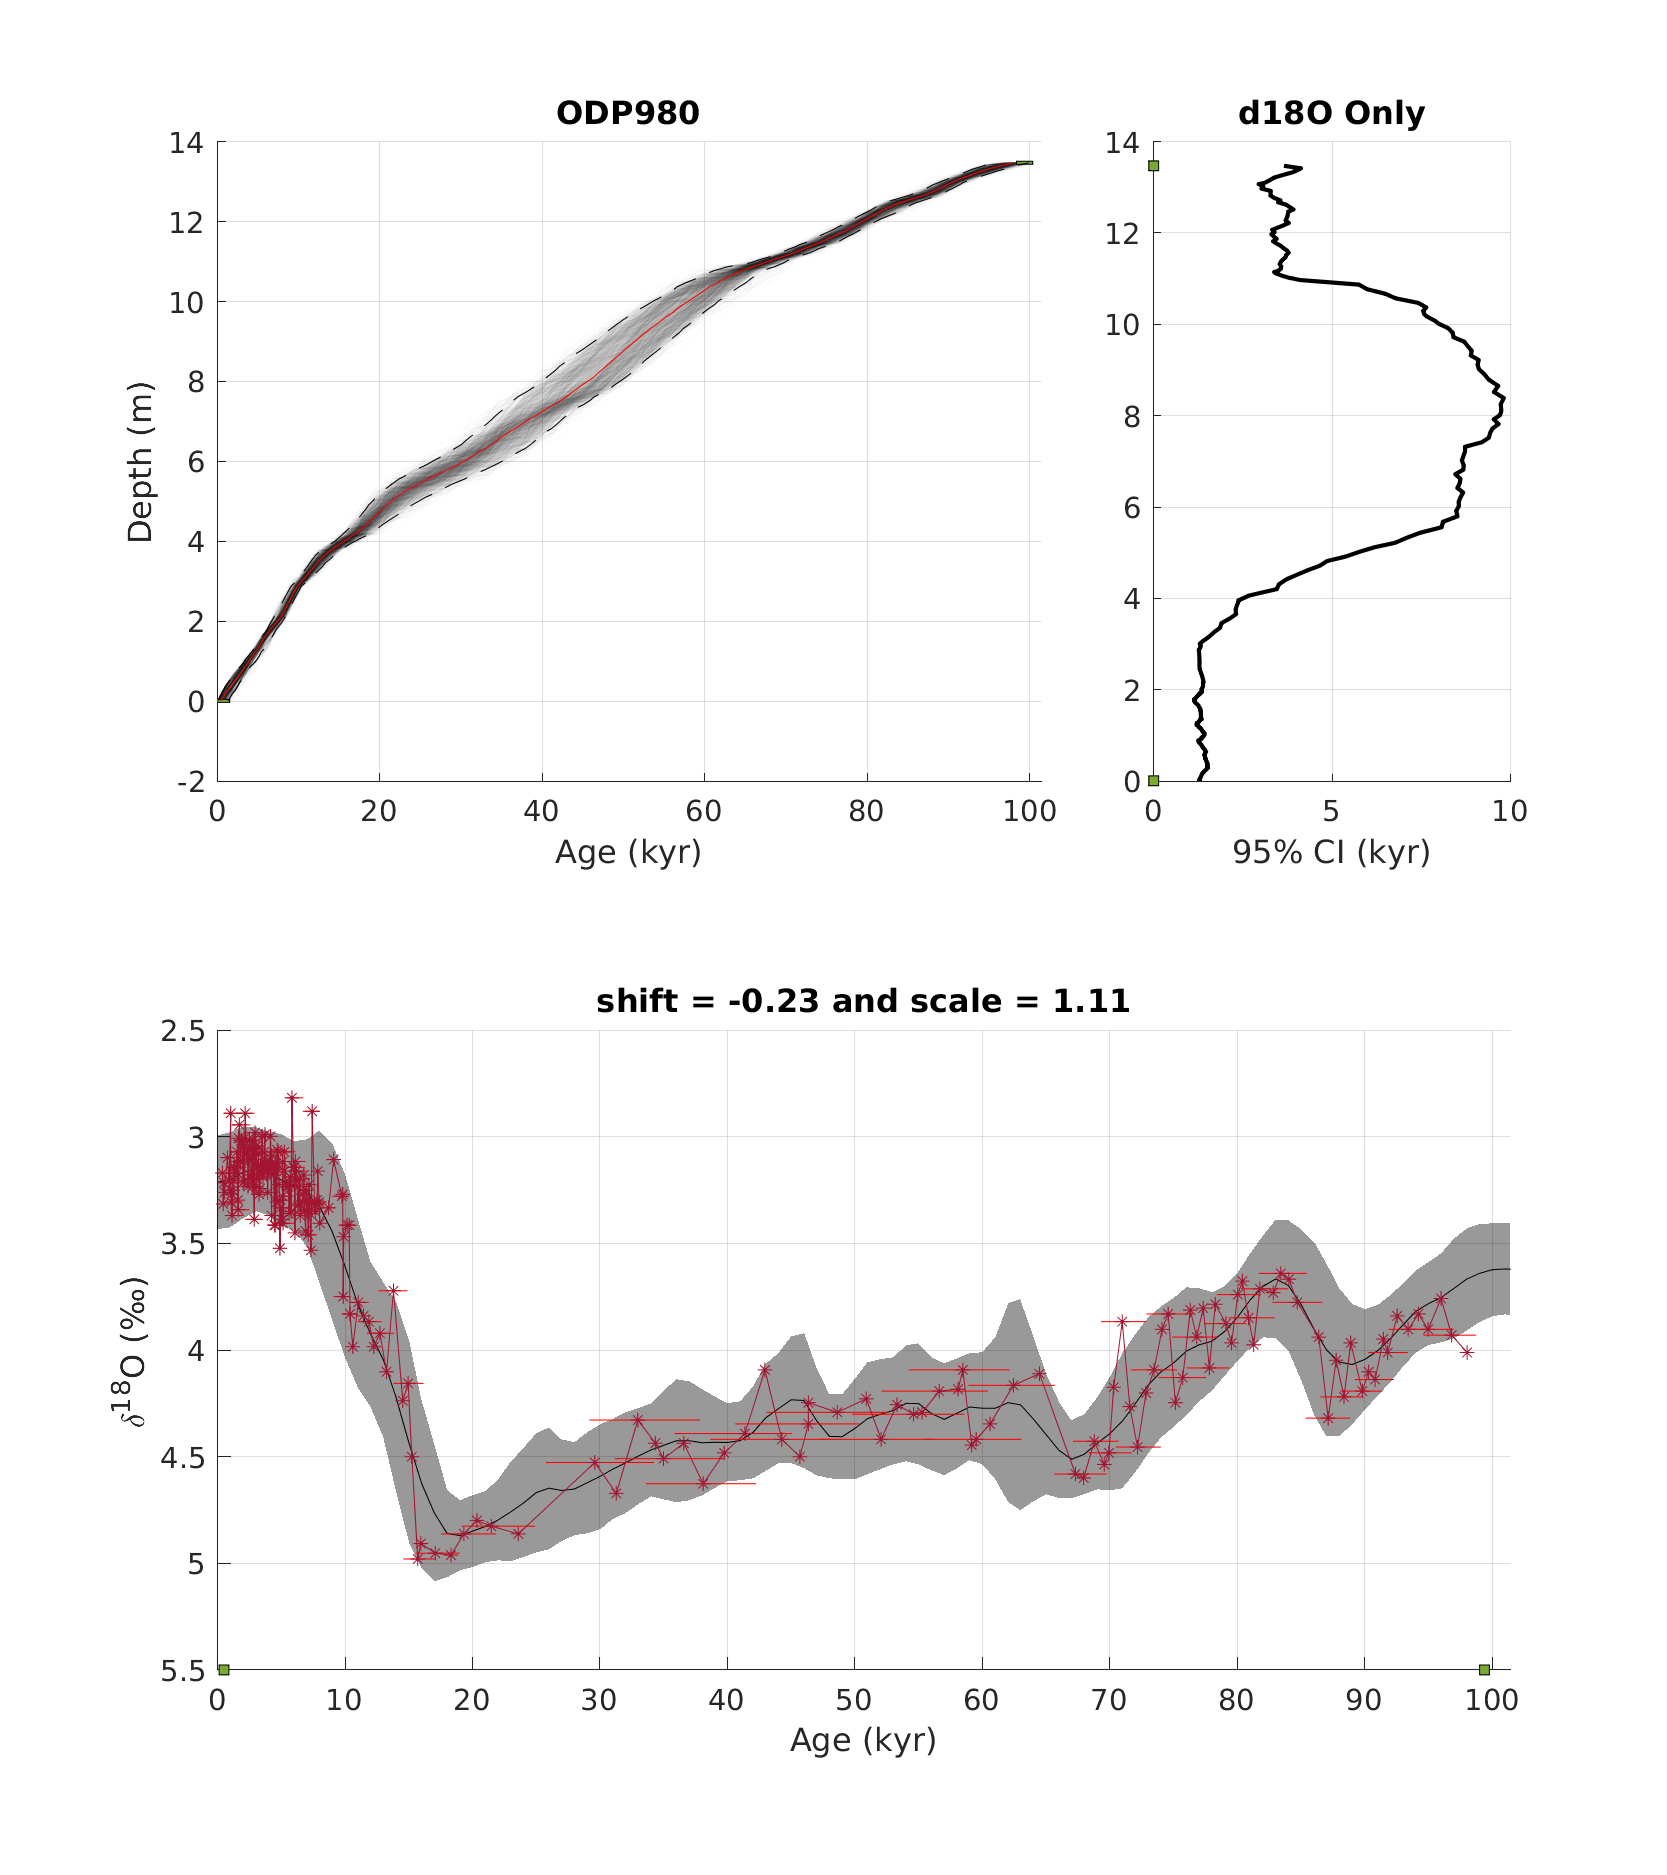 ODP980
14
12
10
8
6
4
2
0
-2
0 20 40 60 80 100
Depth (m)
Age (kyr)
d18O Only
14
12
10
8
6
4
2
0
0 5 10
95% CI (kyr)
shift = -0.23 and scale = 1.11
2.5
3
3.5
4
4.5
5
5.5
0 10 20 30 40 50 60 70 80 90 100
δ¹⁸O (‰)
Age (kyr)